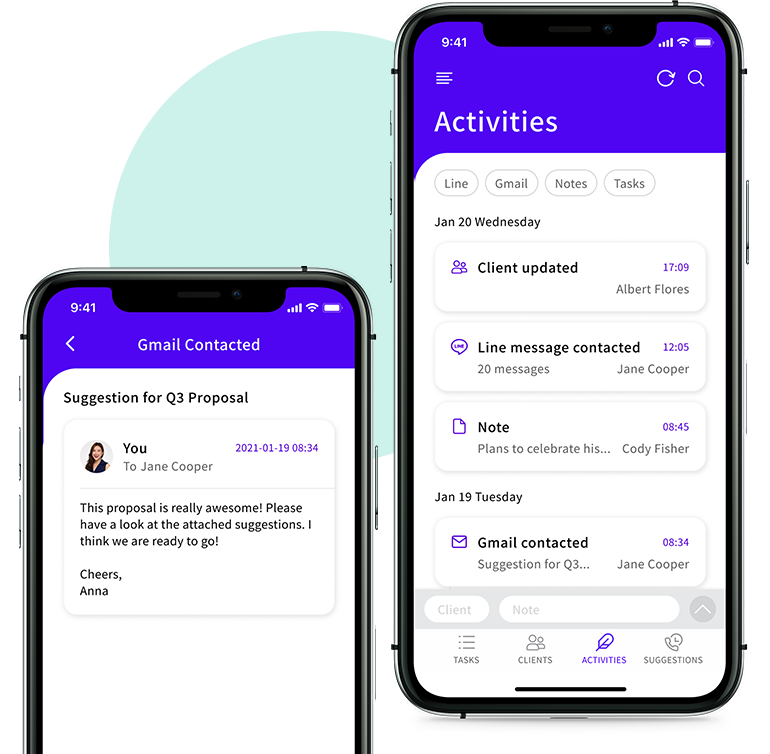 9:41
Gmail Contacted
Suggestion for Q3 Proposal
You
2021-01-19 08:34
To Jane Cooper
This proposal is really awesome! Please
have a look at the attached suggestions. I
think we are ready to go!
Cheers,
Anna
9:41
Activities
Line Gmail Notes Tasks
Jan 20 Wednesday
Client updated 17:09
Albert Flores
LINE
Line message contacted 12:05
20 messages Jane Cooper
Note 08:45
Plans to celebrate his... Cody Fisher
Jan 19 Tuesday
Gmail contacted 08:34
Suggestion for Q3... Jane Cooper
Client Note
TASKS CLIENTS ACTIVITIES SUGGESTIONS